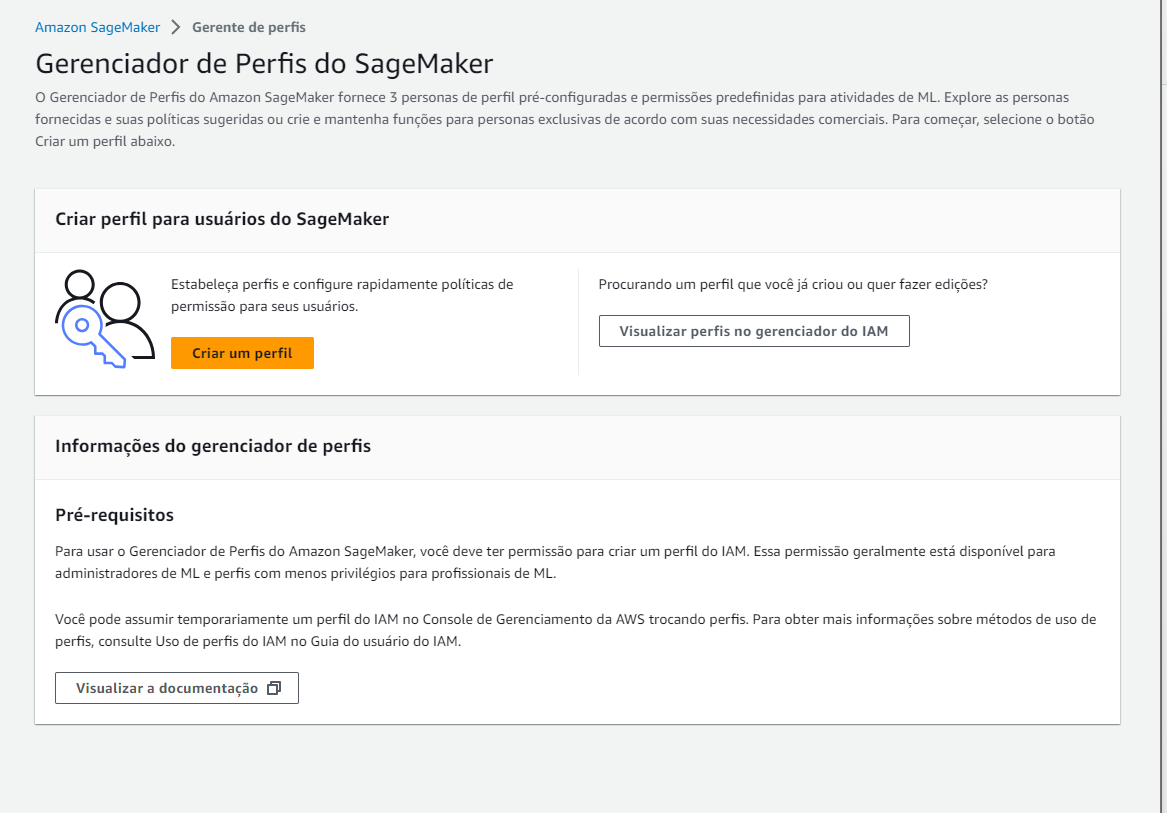 Amazon SageMaker > Gerente de perfis
Gerenciador de Perfis do SageMaker
O Gerenciador de Perfis do Amazon SageMaker fornece 3 personas de perfil pré-configuradas e permissões predefinidas para atividades de ML. Explore as personas
fornecidas e suas políticas sugeridas ou crie e mantenha funções para personas exclusivas de acordo com suas necessidades comerciais. Para começar, selecione o botão
Criar um perfil abaixo.
Criar perfil para usuários do SageMaker
Estabeleça perfis e configure rapidamente políticas de
permissão para seus usuários.
Criar um perfil
Procurando um perfil que você já criou ou quer fazer edições?
Visualizar perfis no gerenciador do IAM
Informações do gerenciador de perfis
Pré-requisitos
Para usar o Gerenciador de Perfis do Amazon SageMaker, você deve ter permissão para criar um perfil do IAM. Essa permissão geralmente está disponível para
administradores de ML e perfis com menos privilégios para profissionais de ML.
Você pode assumir temporariamente um perfil do IAM no Console de Gerenciamento da AWS trocando perfis. Para obter mais informações sobre métodos de uso de
perfis, consulte Uso de perfis do IAM no Guia do usuário do IAM.
Visualizar a documentação